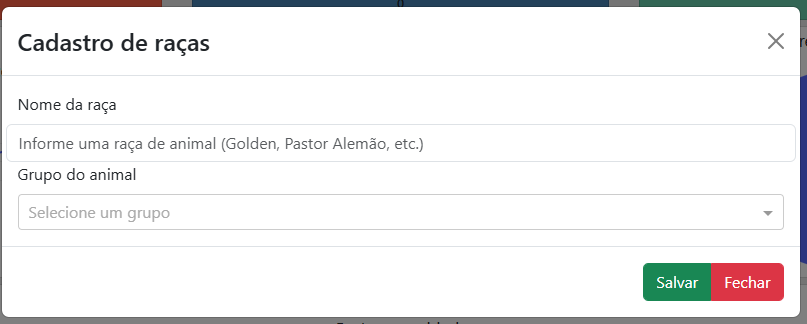 Cadastro de raças
Nome da raça
Informe uma raça de animal (Golden, Pastor Alemão, etc.)
Grupo do animal
Selecione um grupo
Salvar Fechar